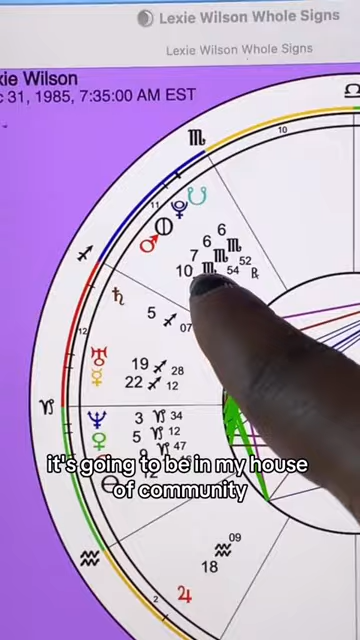 Lexie Wilson Whole Signs
Lexie Wilson Whole Signs
xie Wilson
c 31, 1985, 7:35:00 AM EST
♏
♎
10
11
♇ ☋
♂
6
6 ♏
7 ♏ 52
10 ♏ 54 ℞
♐
♄
5 ♐ 07
12
♅ 19 ♐ 28
☿ 22 ♐ 12
♑
♆ 3 ♑ 34
♀ 5 ♑ 12
9 ♑ 47
12
it's going to be in my house
of community
♒
♒ 09
18
2
♃